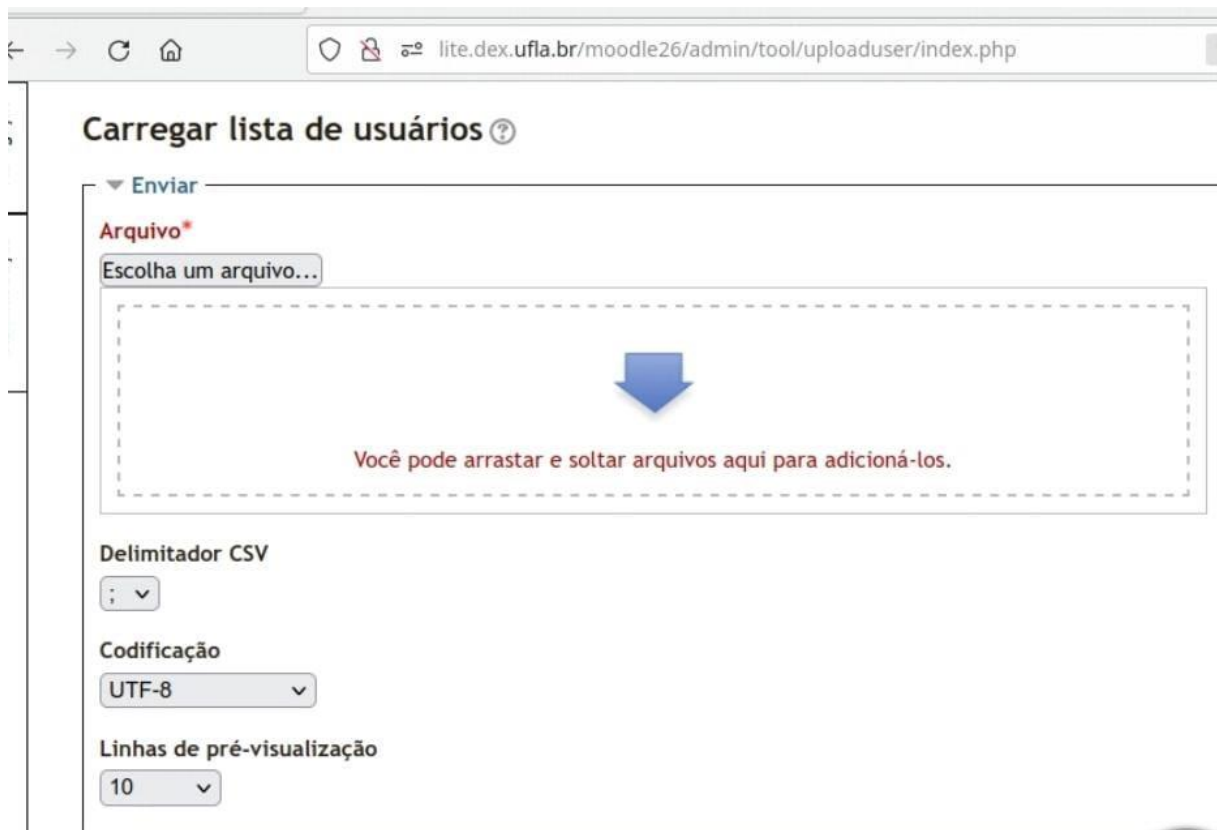 lite.dex.ufla.br/moodle26/admin/tool/uploaduser/index.php
Carregar lista de usuários
Enviar
Arquivo*
Escolha um arquivo...
Você pode arrastar e soltar arquivos aqui para adicioná-los.
Delimitador CSV
;
Codificação
UTF-8
Linhas de pré-visualização
10